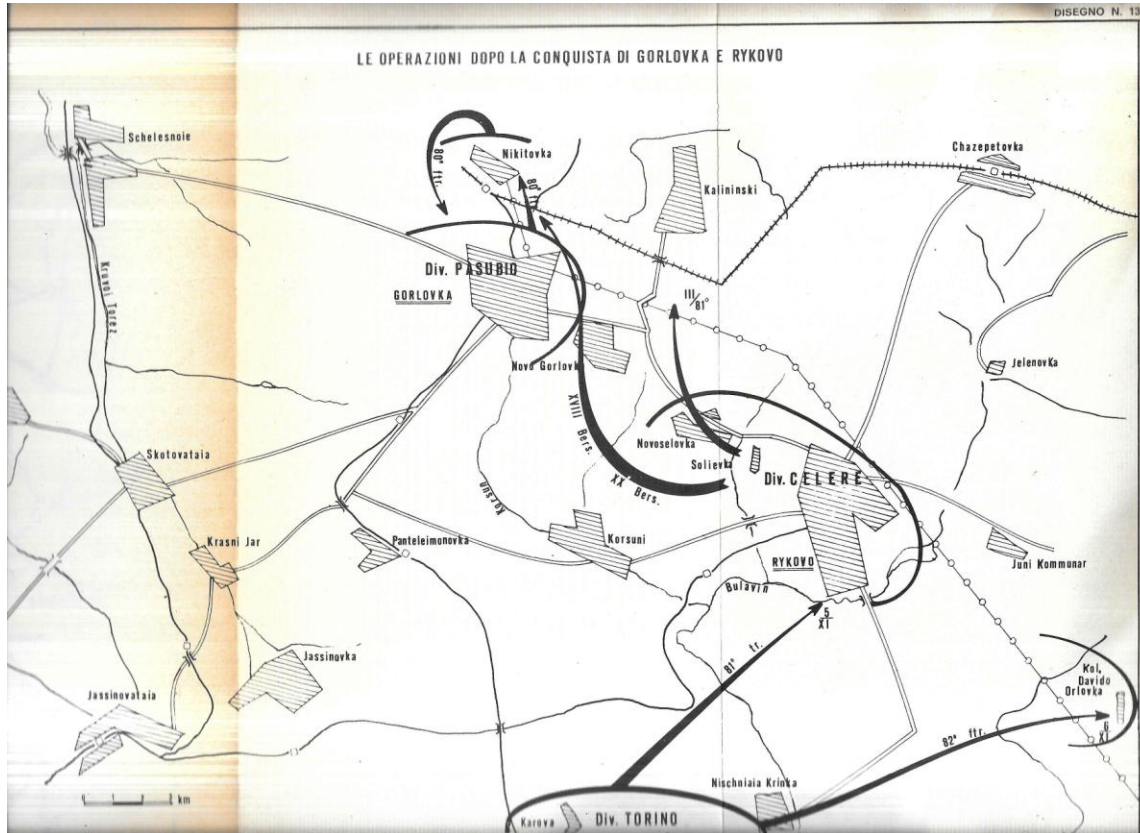 DISEGNO N. 13
LE OPERAZIONI DOPO LA CONQUISTA DI GORLOVKA E RYKOVO
Schelesnoie
80° ftr.
Nikitovka
80°
Kalininski
Chazepetovka
Div. PASUBIO
GORLOVKA
Krivoi Torez
III/81°
Novo Gorlovka
Jelenovka
XVIII Bers.
XX Bers.
Novoselovka
Solievka
Div. CELERE
Skotovataia
Korsun
Krasni Jar
Panteleimonovka
Korsuni
RYKOVO
Juni Kommunar
Bulavin
5
XI
Jassinovka
81° tr.
Kol.
Davido
Orlovka
Jassinovataia
6
XI
82° ftr.
Nischniaia Krinka
km
Karova
Div. TORINO